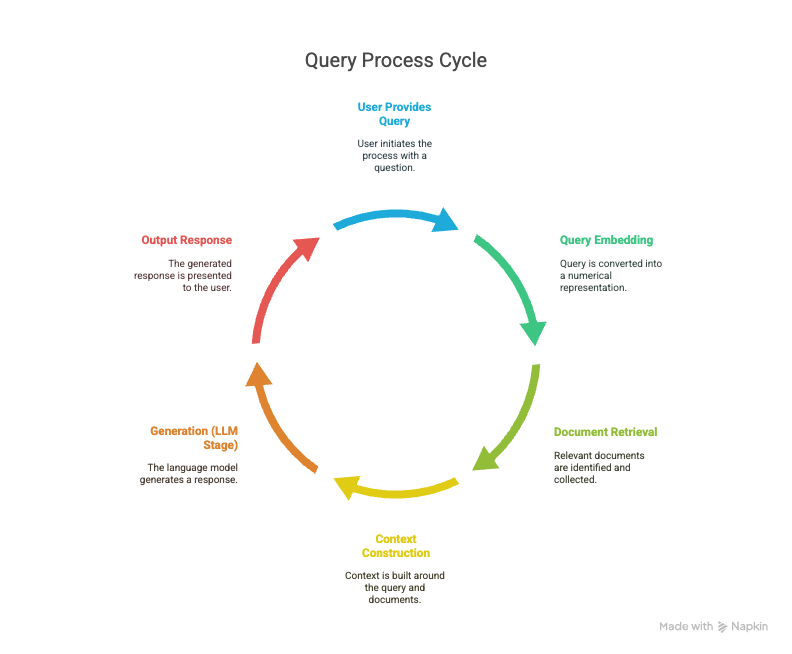 Query Process Cycle
User Provides
Query
User initiates the
process with a
question.
Query Embedding
Query is converted into
a numerical
representation.
Document Retrieval
Relevant documents
are identified and
collected.
Context
Construction
Context is built around
the query and
documents.
Generation (LLM
Stage)
The language model
generates a response.
Output Response
The generated
response is presented
to the user.
Made with Napkin